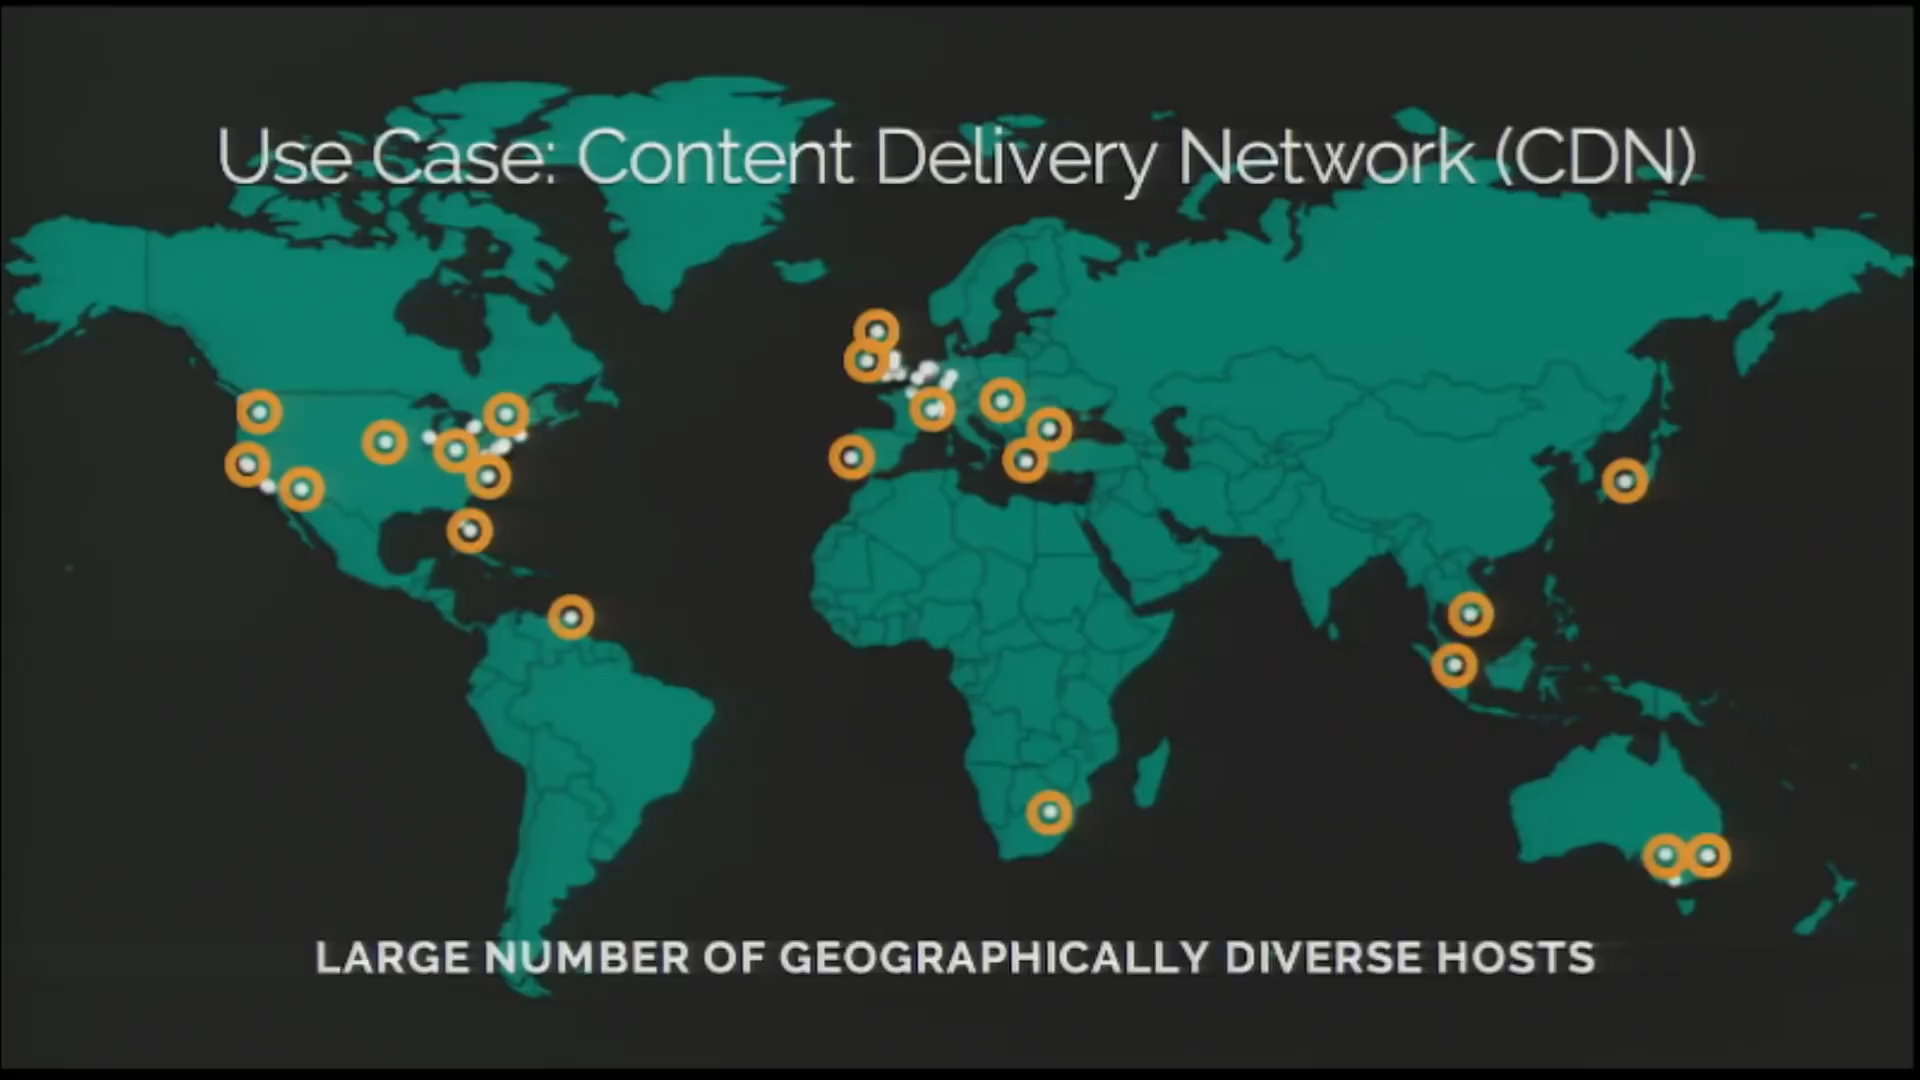 Use Case: Content Delivery Network (CDN)
LARGE NUMBER OF GEOGRAPHICALLY DIVERSE HOSTS